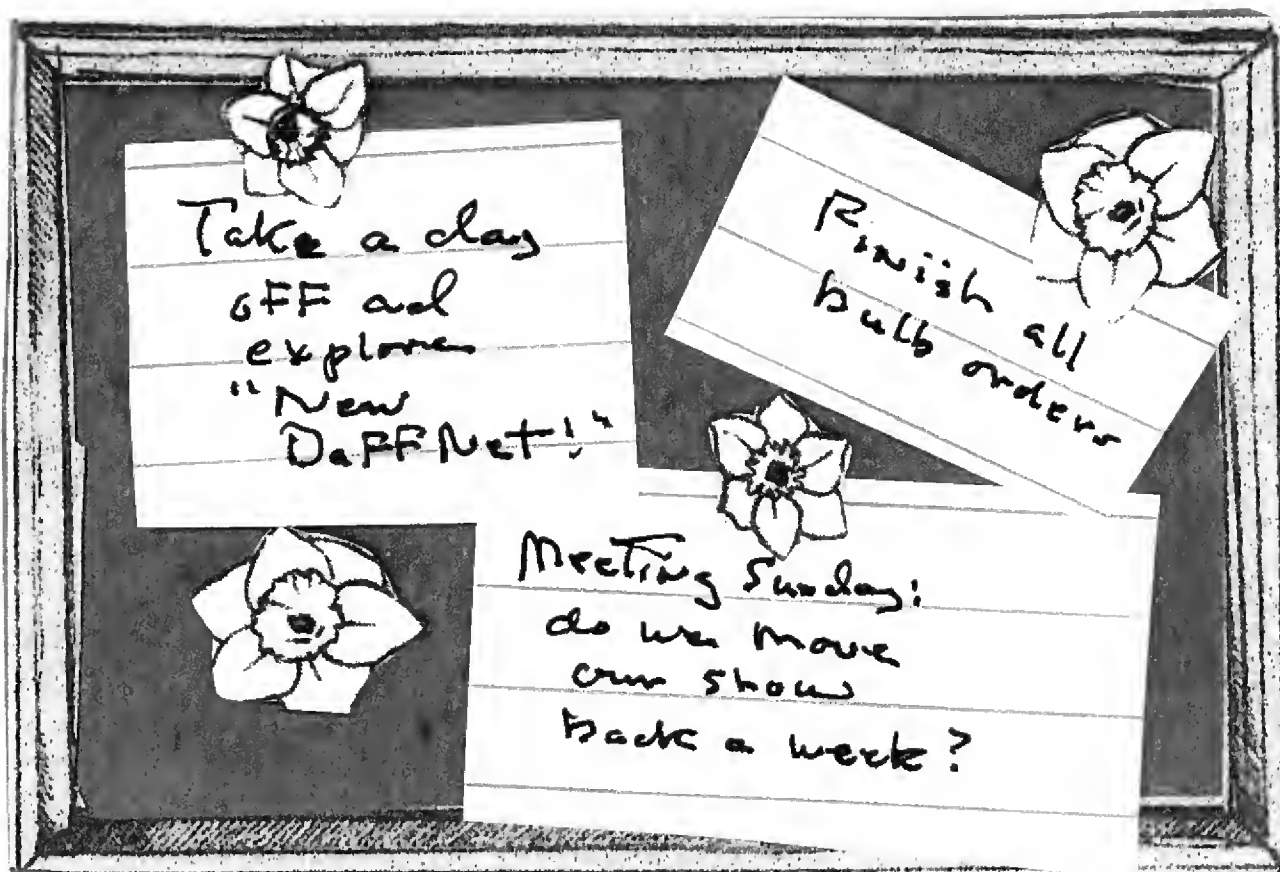 Take a day
off and
explore
"New
DaffNet!"
Finish all
bulb orders
Meeting Sunday:
do we move
our show
back a week?